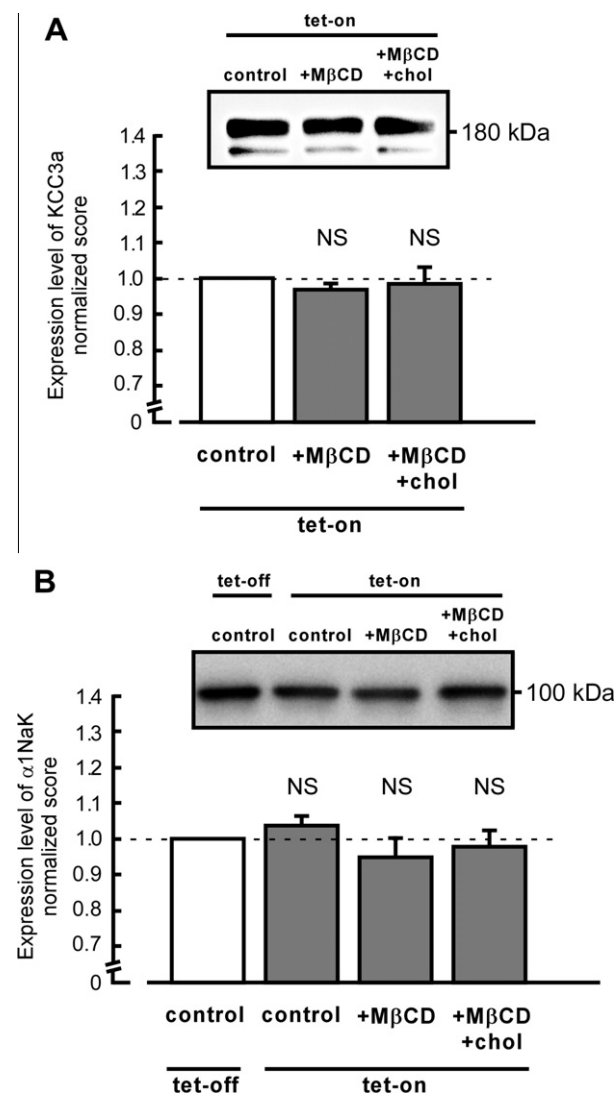 A
tet-on
control +MβCD +MβCD
+chol
180 kDa
Expression level of KCC3a
normalized score
1.4
1.3
1.2
1.1
1.0
0.9
0.8
0.7
0
NS NS
control +MβCD +MβCD
+chol
tet-on
B
tet-off tet-on
control control +MβCD +MβCD
+chol
100 kDa
Expression level of α1NaK
normalized score
1.4
1.3
1.2
1.1
1.0
0.9
0.8
0.7
0
NS NS NS
control control +MβCD +MβCD
+chol
tet-off tet-on